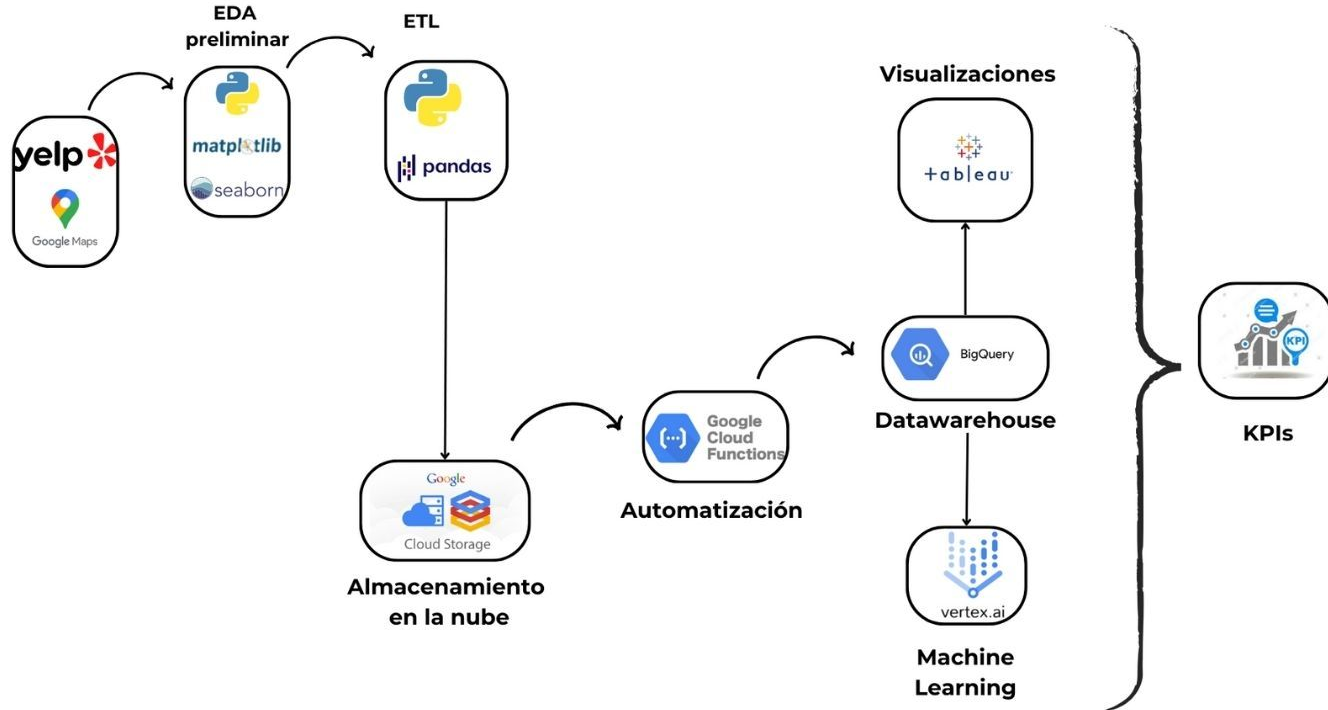 EDA
preliminar
ETL
yelp
Google Maps
matplotlib
seaborn
pandas
Visualizaciones
+ableau
BigQuery
Datawarehouse
Google
Cloud
Functions
Automatización
Google
Cloud Storage
Almacenamiento
en la nube
vertex.ai
Machine
Learning
KPI
KPIs